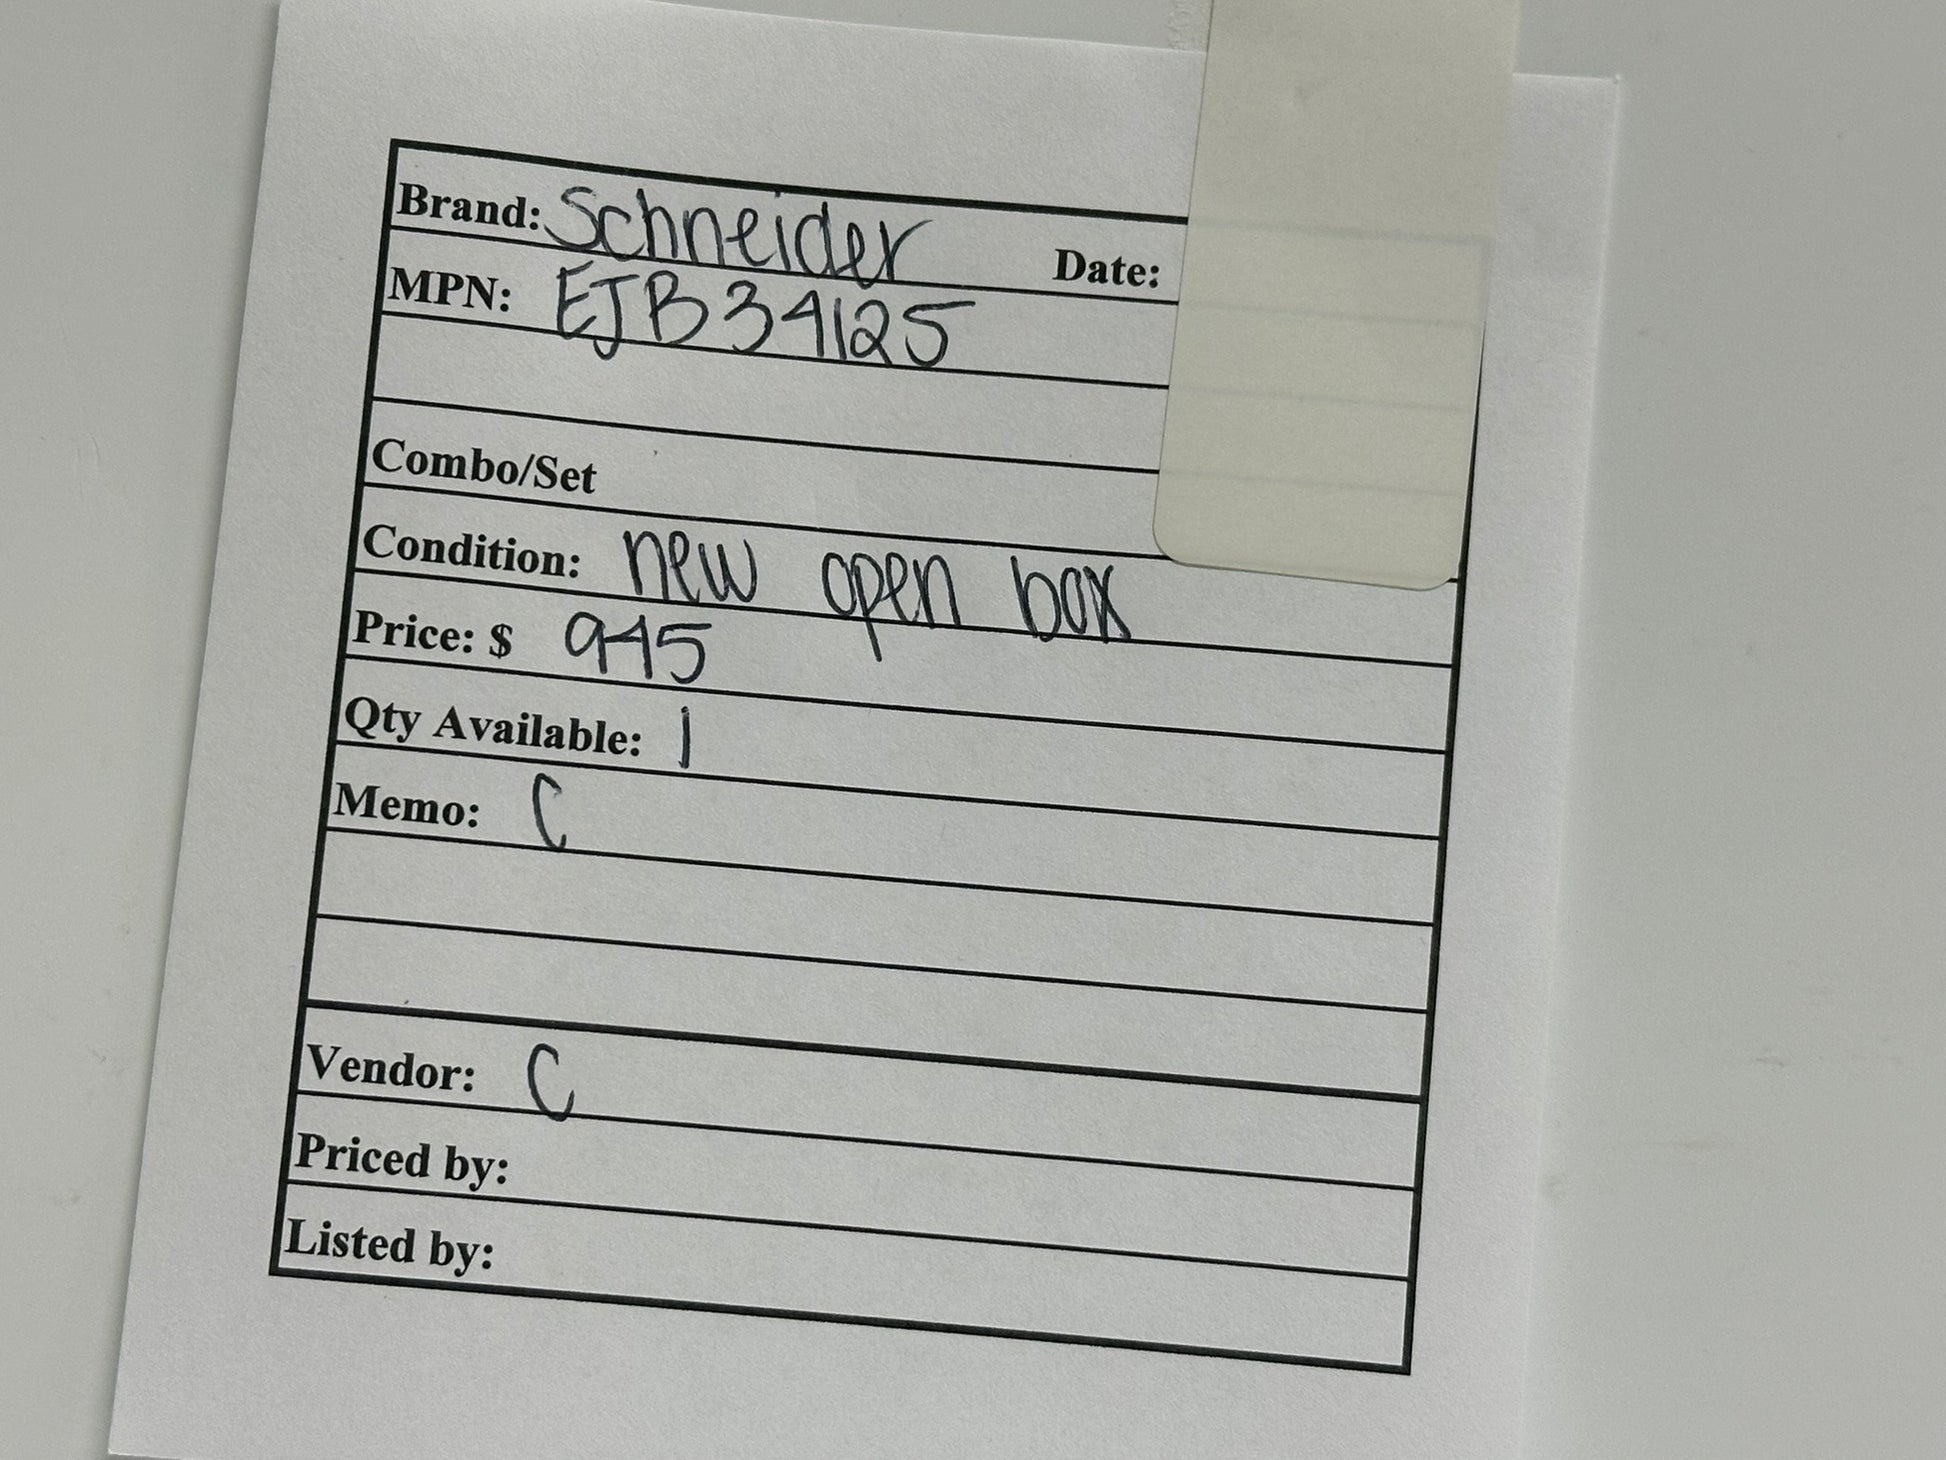 Brand: Schneider Date:
MPN: EJB34125
Combo/Set
Condition: new open box
Price: $ 945
Qty Available: 1
Memo: C
Vendor: C
Priced by:
Listed by: